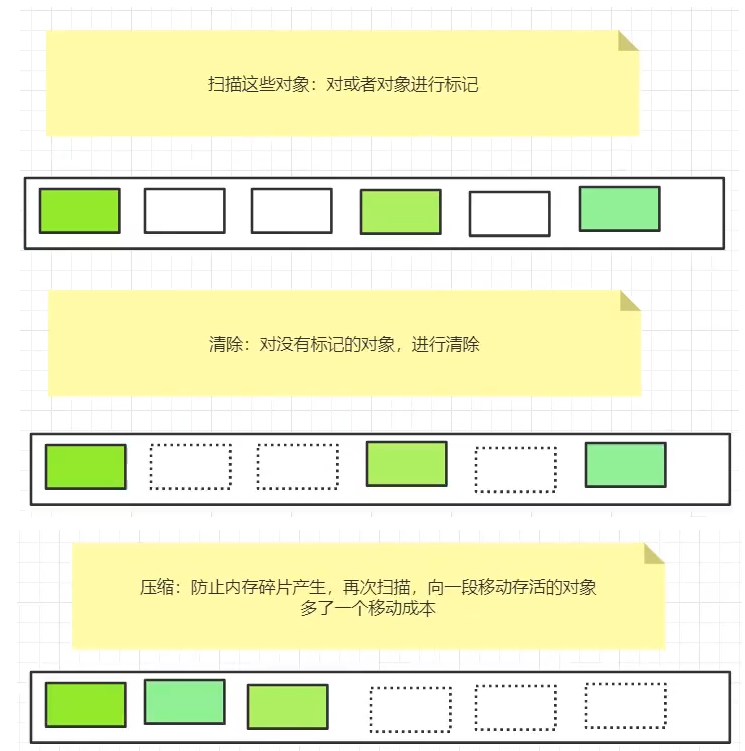 扫描这些对象：对或者对象进行标记
清除：对没有标记的对象，进行清除
压缩：防止内存碎片产生，再次扫描，向一段移动存活的对象
多了一个移动成本